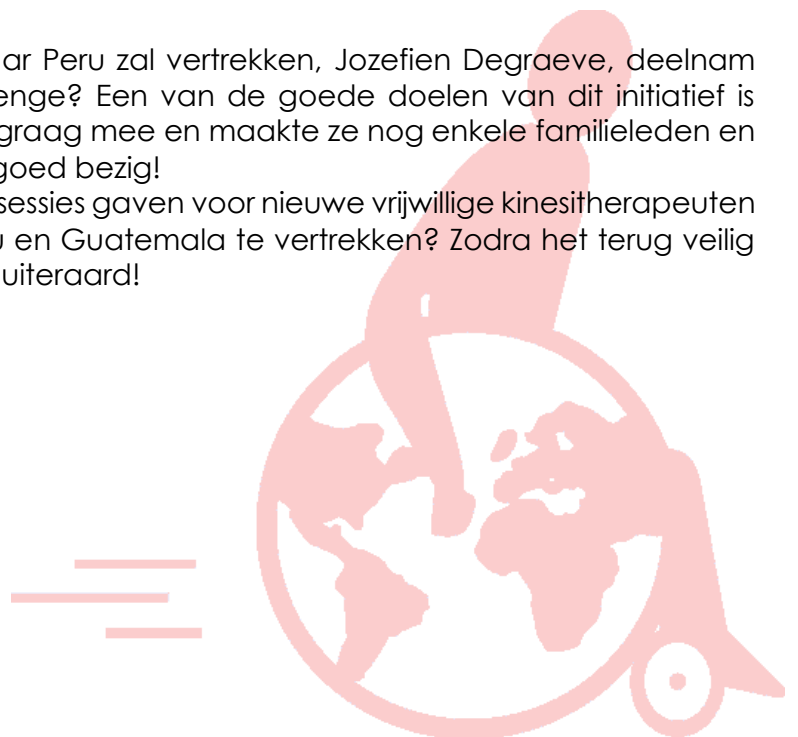 ar Peru zal vertrekken, Jozefien Degraeve, deelnam
enge? Een van de goede doelen van dit initiatief is
graag mee en maakte ze nog enkele familieleden en
goed bezig!
sessies gaven voor nieuwe vrijwillige kinesitherapeuten
u en Guatemala te vertrekken? Zodra het terug veilig
uiteraard!